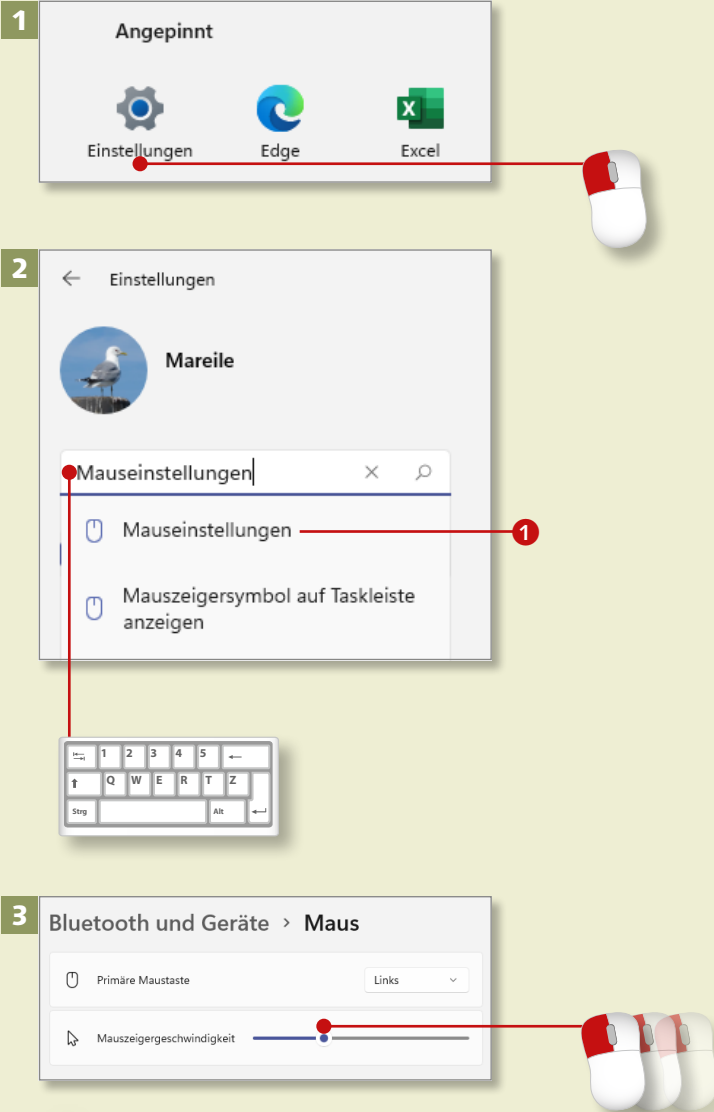 1
Angepinnt
Einstellungen Edge Excel
2
Einstellungen
Mareile
Mauseinstellungen
Mauseinstellungen 1
Mauszeigersymbol auf Taskleiste
anzeigen
1 2 3 4 5
Q W E R T Z
Strg Alt
3
Bluetooth und Geräte > Maus
Primäre Maustaste Links
Mauszeigergeschwindigkeit